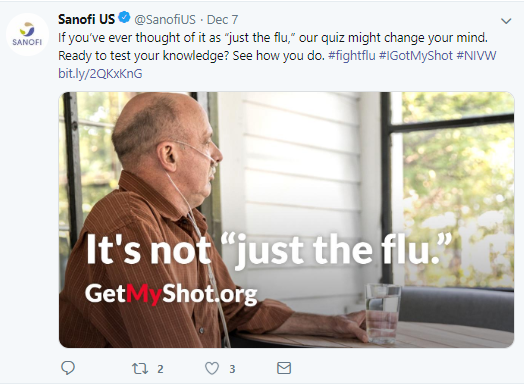 Sanofi US @SanofiUS · Dec 7
SANOFI
If you've ever thought of it as "just the flu," our quiz might change your mind.
Ready to test your knowledge? See how you do. #fightflu #IGotMyShot #NIVW
bit.ly/2QKxKnG
It's not “just the flu.”
GetMyShot.org
2
3